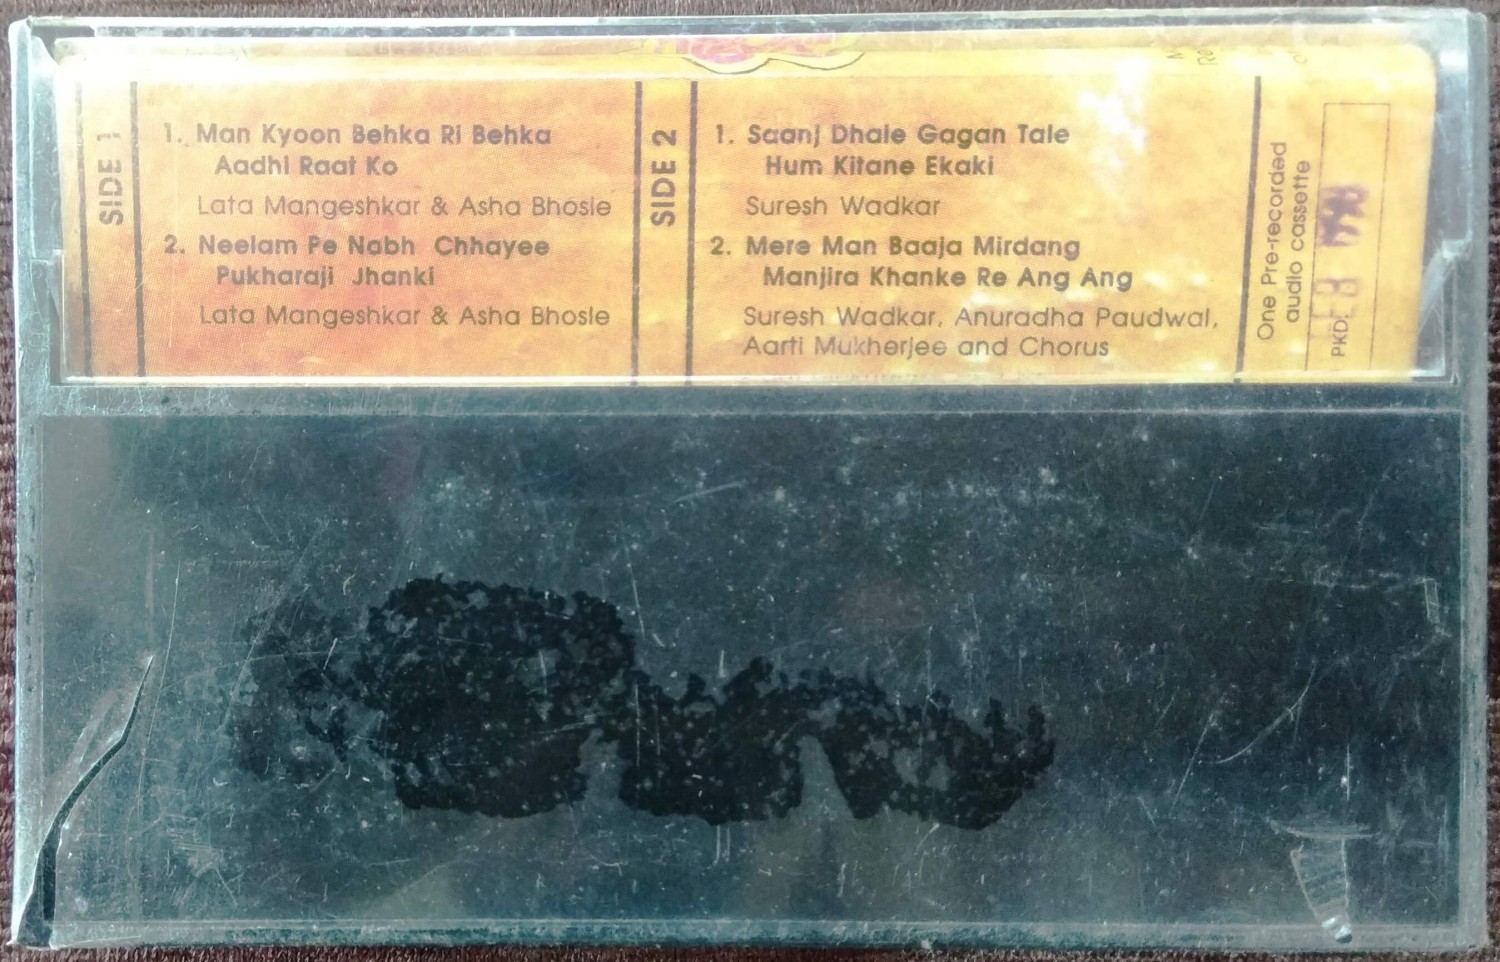 SIDE 1
1. Man Kyoon Behka Ri Behka
Aadhi Raat Ko
Lata Mangeshkar & Asha Bhosle
2. Neelam Pe Nabh Chhayee
Pukharaji Jhanki
Lata Mangeshkar & Asha Bhosle
SIDE 2
1. Saanj Dhale Gagan Tale
Hum Kitane Ekaki
Suresh Wadkar
2. Mere Man Baaja Mirdang
Manjira Khanke Re Ang Ang
Suresh Wadkar, Anuradha Paudwal,
Aarti Mukherjee and Chorus
One Pre-recorded
audio cassette
PKD: